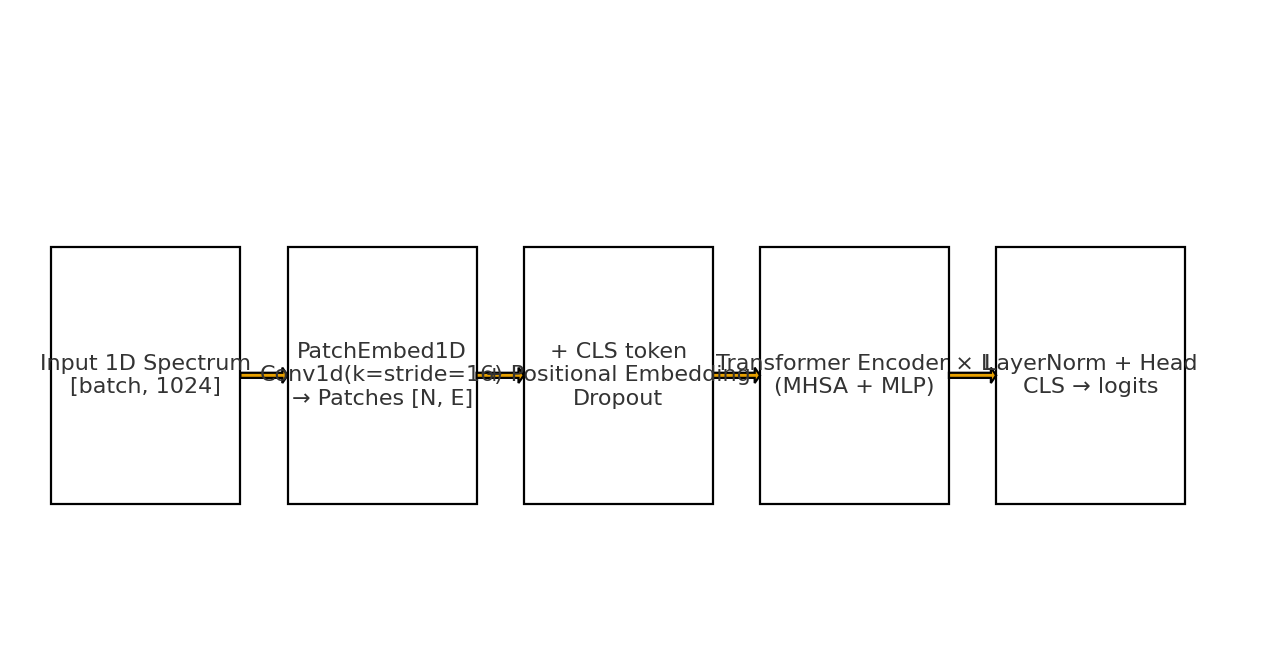 Input 1D Spectrum
[batch, 1024]
PatchEmbed1D
Conv1d(k=stride=16)
→ Patches [N, E]
+ CLS token
+ Positional Embedding
Dropout
Transformer Encoder × L
(MHSA + MLP)
LayerNorm + Head
CLS → logits